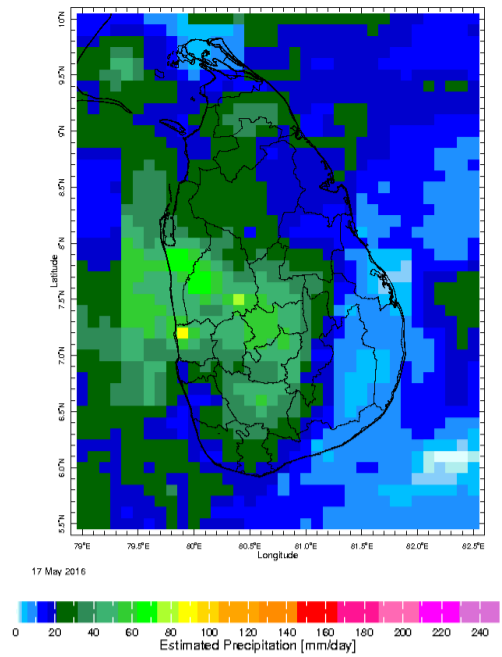 10°N
9.5°N
9°N
8.5°N
8°N
7.5°N
7.0°N
6.5°N
6.0°N
5.5°N
Latitude
79°E 79.5°E 80°E 80.5°E 81°E 81.5°E 82°E 82.5°E
Longitude
17 May 2016
0 20 40 60 80 100 120 140 160 180 200 220 240
Estimated Precipitation [mm/day]